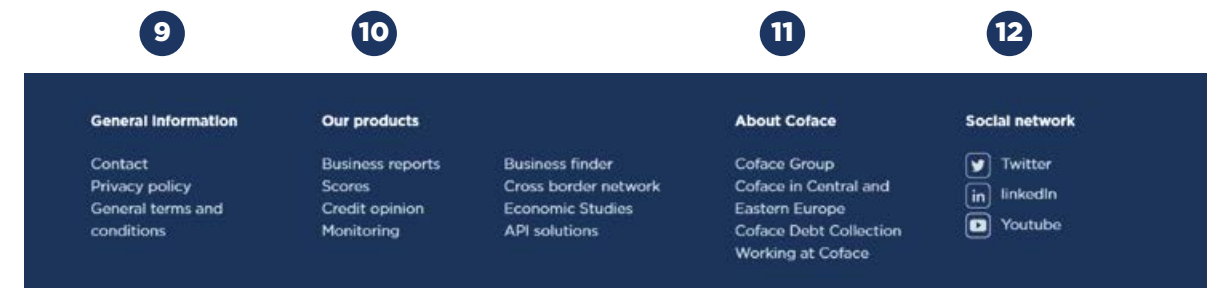 9
10
11
12
General Information
Contact
Privacy policy
General terms and
conditions
Our products
Business reports
Scores
Credit opinion
Monitoring
Business finder
Cross border network
Economic Studies
API solutions
About Coface
Coface Group
Coface in Central and
Eastern Europe
Coface Debt Collection
Working at Coface
Social network
Twitter
in linkedIn
Youtube